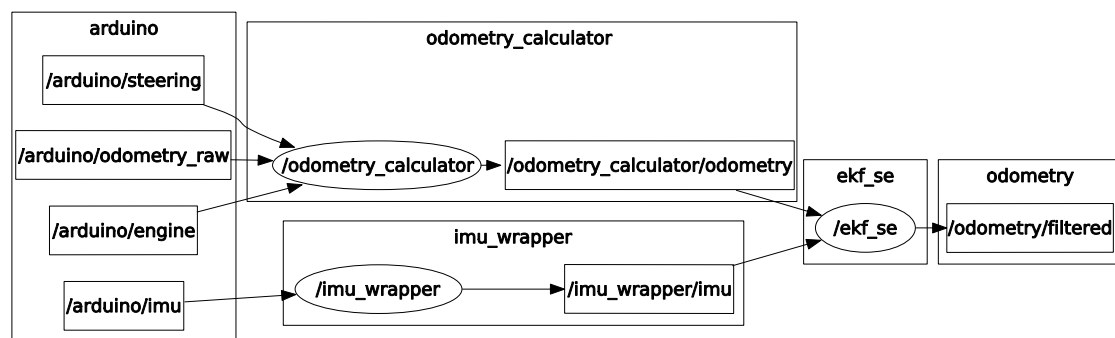 arduino
/arduino/steering
/arduino/odometry_raw
/arduino/engine
/arduino/imu
odometry_calculator
/odometry_calculator
/odometry_calculator/odometry
imu_wrapper
/imu_wrapper
/imu_wrapper/imu
ekf_se
/ekf_se
odometry
/odometry/filtered